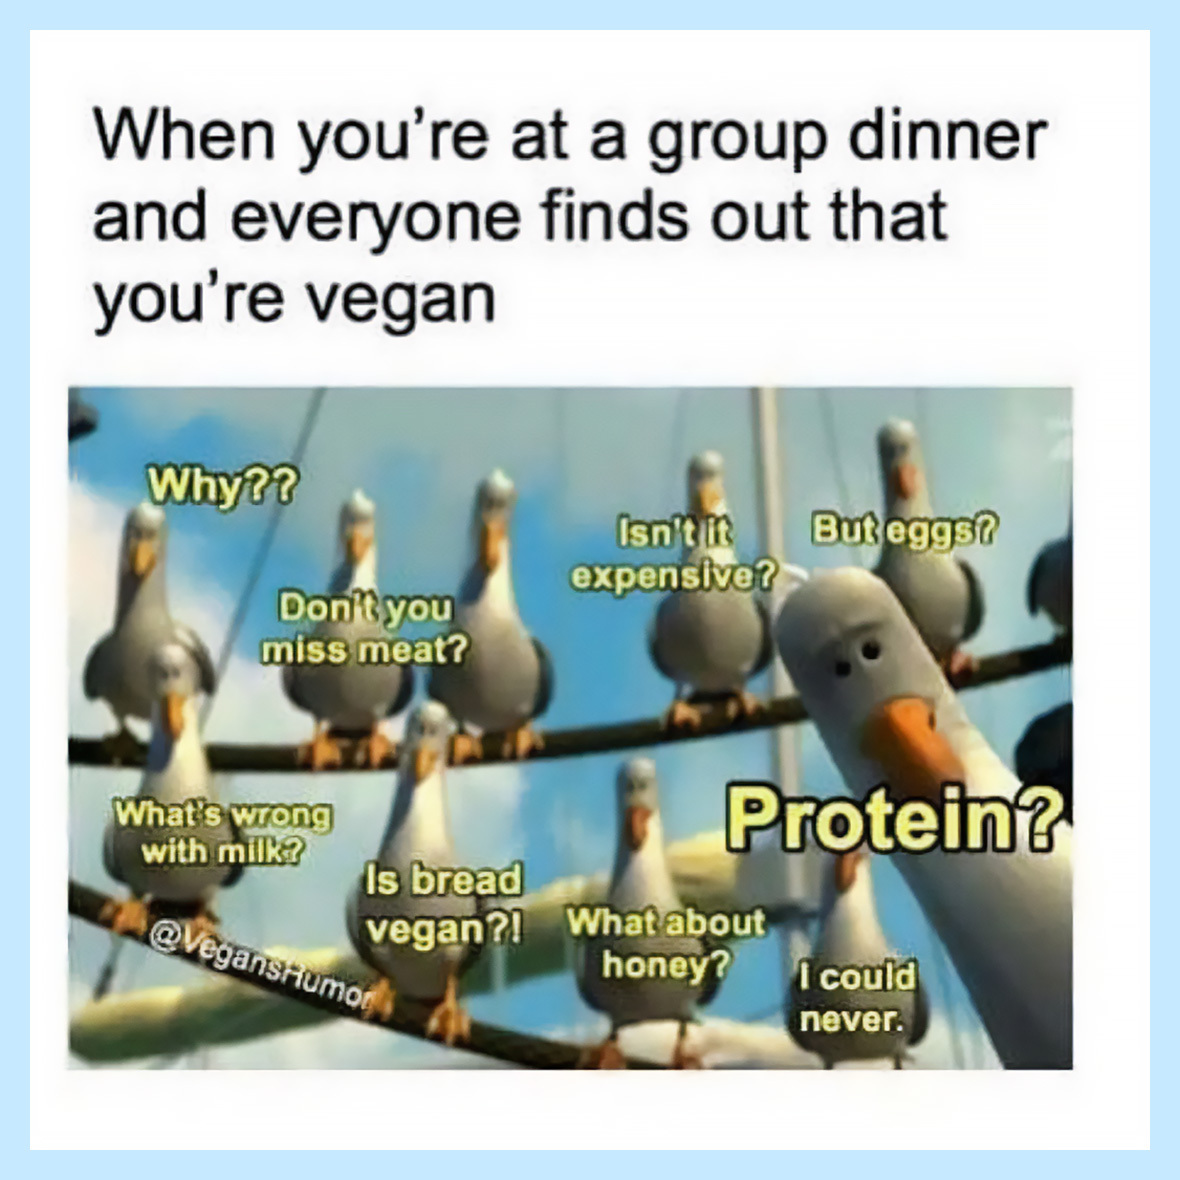 When you're at a group dinner
and everyone finds out that
you're vegan
Why??
Don't you
miss meat?
Isn't it
expensive?
But eggs?
What's wrong
with milk?
Is bread
vegan?!
What about
honey?
Protein?
I could
never.
@VegansHumor